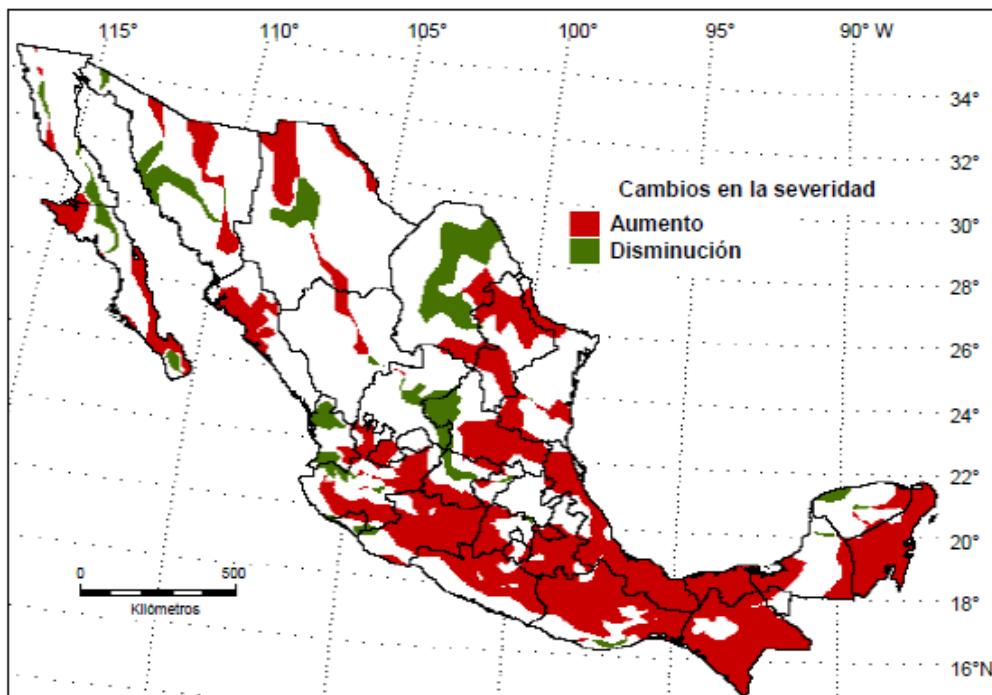 115° 110° 105° 100° 95° 90° W
34°
32°
Cambios en la severidad
30°
Aumento
Disminución
28°
26°
24°
22°
20°
0 500
Kilómetros
18°
16°N